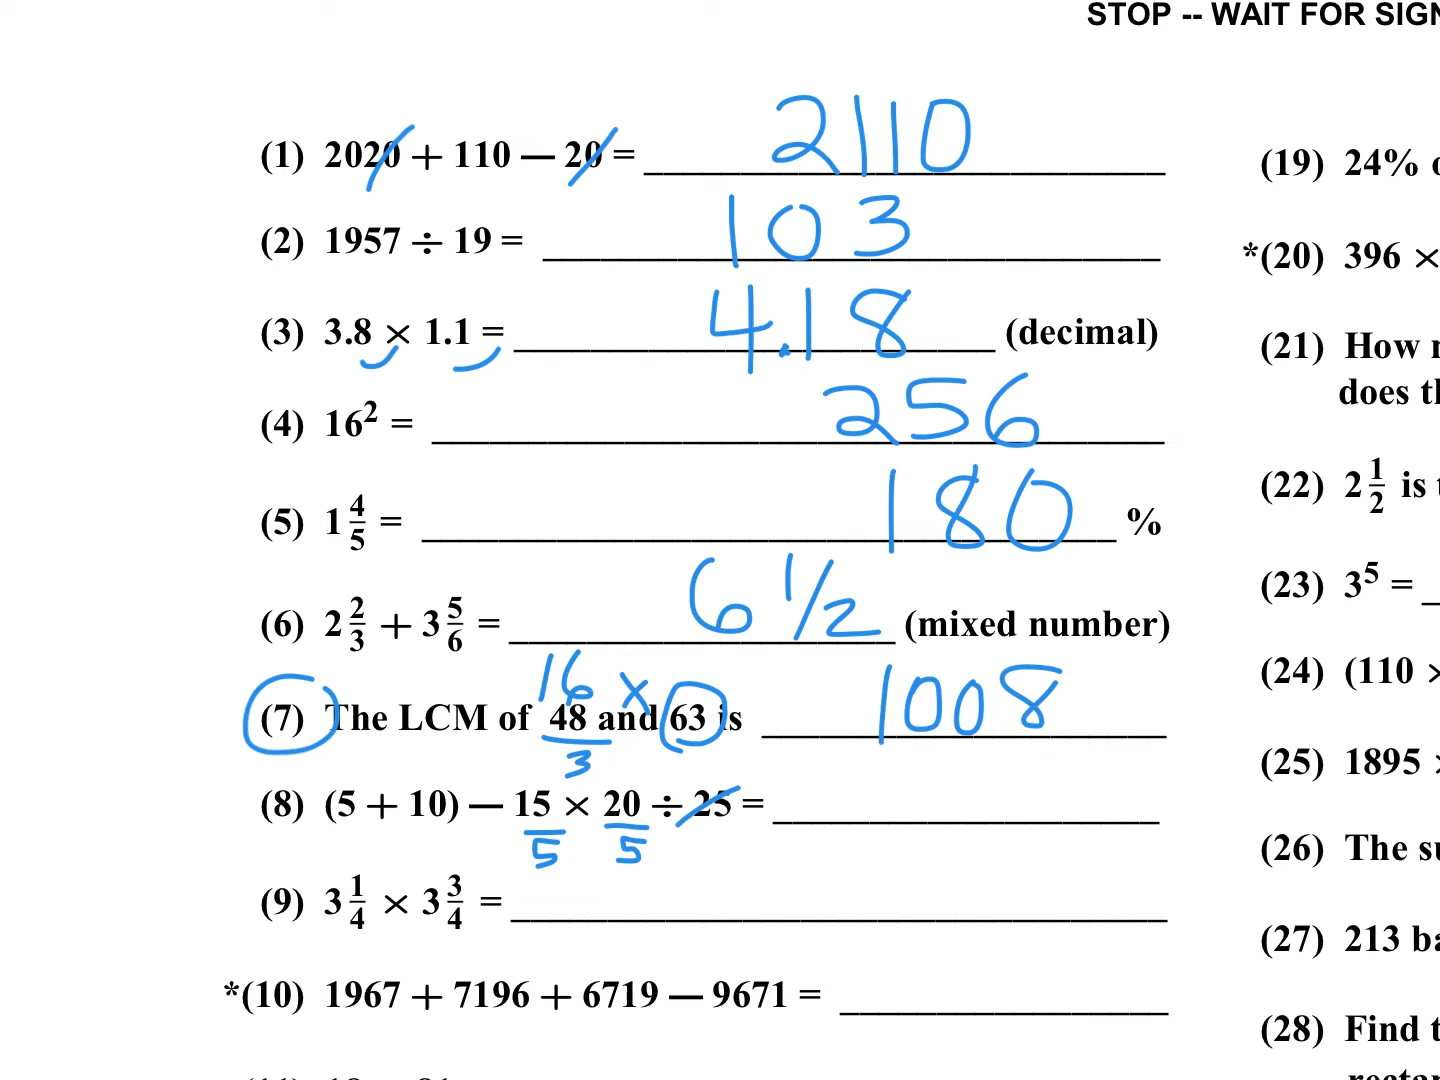 STOP -- WAIT FOR SIGN
(1) 2020 + 110 — 20 = 2110
(2) 1957 ÷ 19 = 103
(3) 3.8 × 1.1 = 4.18 (decimal)
(4) 16² = 256
(5) 1 4/5 = 180 %
(6) 2 2/3 + 3 5/6 = 6 1/2 (mixed number)
16 ×
(7) The LCM of 48 and 63 is 1008
3
(8) (5 + 10) — 15 × 20 ÷ 25 =
5 5
(9) 3 1/4 × 3 3/4 =
*(10) 1967 + 7196 + 6719 — 9671 =
(19) 24%
*(20) 396 ×
(21) How
does
(22) 2 1/2 is
(23) 3⁵ =
(24) (110 ×
(25) 1895
(26) The
(27) 213
(28) Find